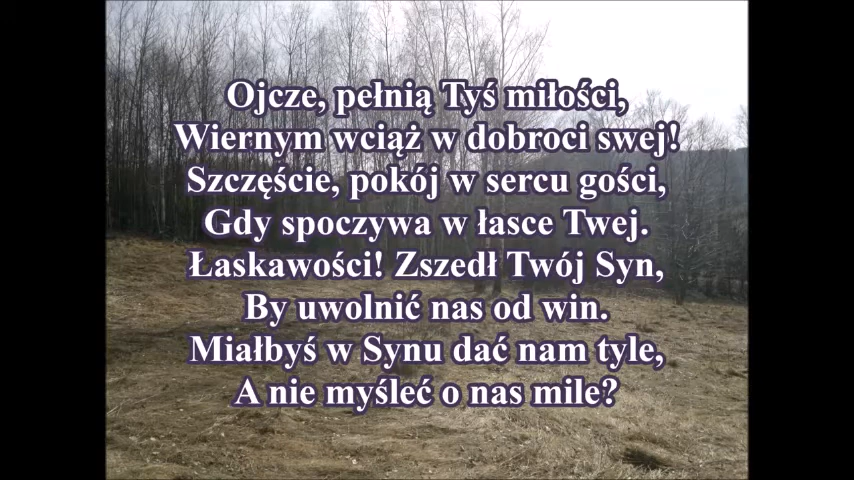 Ojcze, pełnią Tyś miłości,
Wiernym wciąż w dobroci swej!
Szczęście, pokój w sercu gości,
Gdy spoczywa w łasce Twej.
Łaskawości! Zszedł Twój Syn,
By uwolnić nas od win.
Miałbyś w Synu dać nam tyle,
A nie myśleć o nas mile?